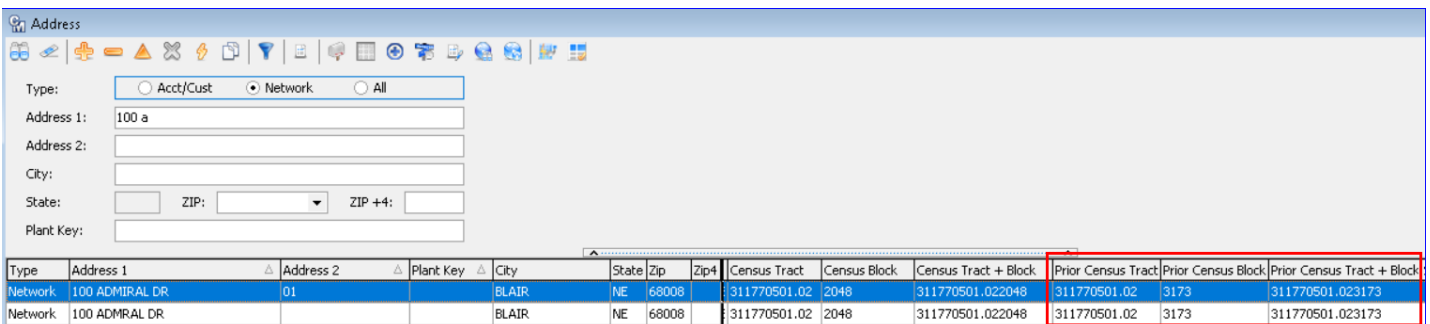 Address
Type: Acct/Cust Network All
Address 1: 100 a
Address 2:
City:
State: ZIP: ZIP +4:
Plant Key:
Type Address 1 Address 2 Plant Key City State Zip Zip4 Census Tract Census Block Census Tract + Block Prior Census Tract Prior Census Block Prior Census Tract + Block
Network 100 ADMIRAL DR 01 BLAIR NE 68008 311770501.02 2048 311770501.022048 311770501.02 3173 311770501.023173
Network 100 ADMRAL DR BLAIR NE 68008 311770501.02 2048 311770501.022048 311770501.02 3173 311770501.023173